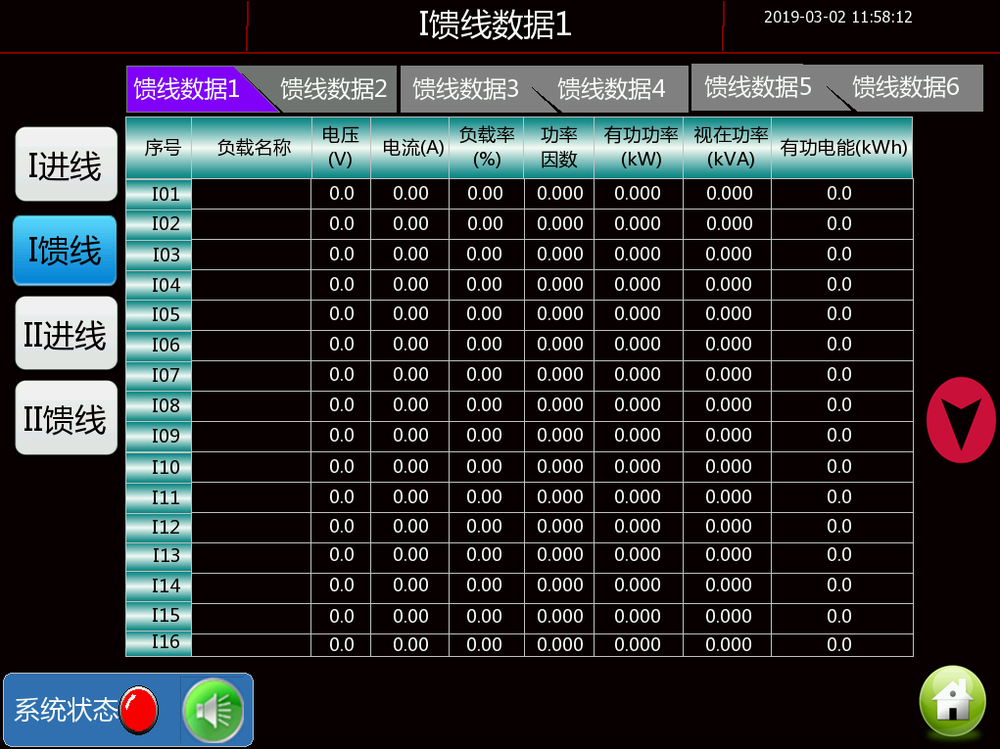 I馈线数据1
2019-03-02 11:58:12
馈线数据1 馈线数据2 馈线数据3 馈线数据4 馈线数据5 馈线数据6
I进线
I馈线
II进线
II馈线
序号 负载名称 电压(V) 电流(A) 负载率(%) 功率因数 有功功率(kW) 视在功率(kVA) 有功电能(kWh)
I01 0.0 0.00 0.00 0.000 0.000 0.000 0.0
I02 0.0 0.00 0.00 0.000 0.000 0.000 0.0
I03 0.0 0.00 0.00 0.000 0.000 0.000 0.0
I04 0.0 0.00 0.00 0.000 0.000 0.000 0.0
I05 0.0 0.00 0.00 0.000 0.000 0.000 0.0
I06 0.0 0.00 0.00 0.000 0.000 0.000 0.0
I07 0.0 0.00 0.00 0.000 0.000 0.000 0.0
I08 0.0 0.00 0.00 0.000 0.000 0.000 0.0
I09 0.0 0.00 0.00 0.000 0.000 0.000 0.0
I10 0.0 0.00 0.00 0.000 0.000 0.000 0.0
I11 0.0 0.00 0.00 0.000 0.000 0.000 0.0
I12 0.0 0.00 0.00 0.000 0.000 0.000 0.0
I13 0.0 0.00 0.00 0.000 0.000 0.000 0.0
I14 0.0 0.00 0.00 0.000 0.000 0.000 0.0
I15 0.0 0.00 0.00 0.000 0.000 0.000 0.0
I16 0.0 0.00 0.00 0.000 0.000 0.000 0.0
系统状态